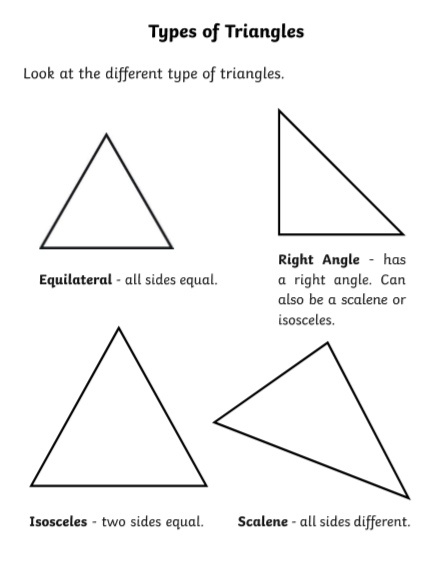 Types of Triangles
Look at the different type of triangles.
Equilateral - all sides equal.
Right Angle - has
a right angle. Can
also be a scalene or
isosceles.
Isosceles - two sides equal.
Scalene - all sides different.